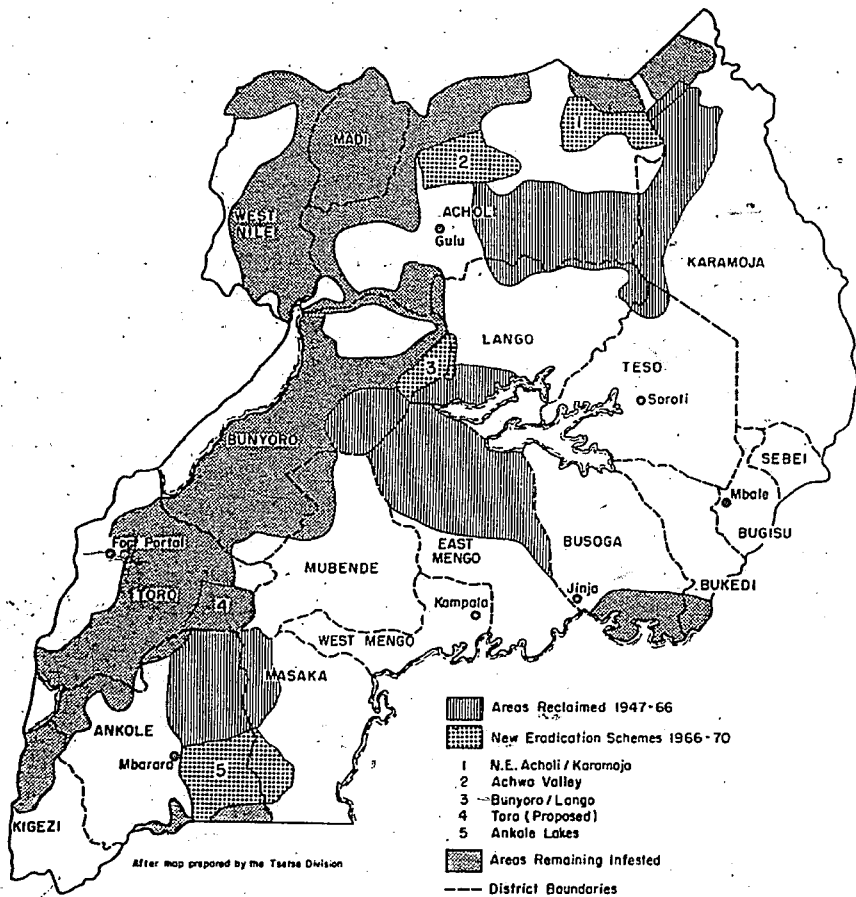 MADI
1
2
WEST
NILE
ACHOLI
Gulu
KARAMOJA
LANGO
3
TESO
Soroti
BUNYORO
SEBEI
Mbale
BUGISU
Fort Portal
EAST
MENGO
BUSOGA
MUBENDE
TORO
4
Kampala
Jinja
BUKEDI
WEST MENGO
MASAKA
ANKOLE
Mbarara
5
KIGEZI
After map prepared by the Tsetse Division
Areas Reclaimed 1947-66
New Eradication Schemes 1966-70
1 N.E. Acholi / Karamoja
2 Achwa Valley
3 Bunyoro / Lango
4 Toro (Proposed)
5 Ankole Lakes
Areas Remaining Infested
District Boundaries